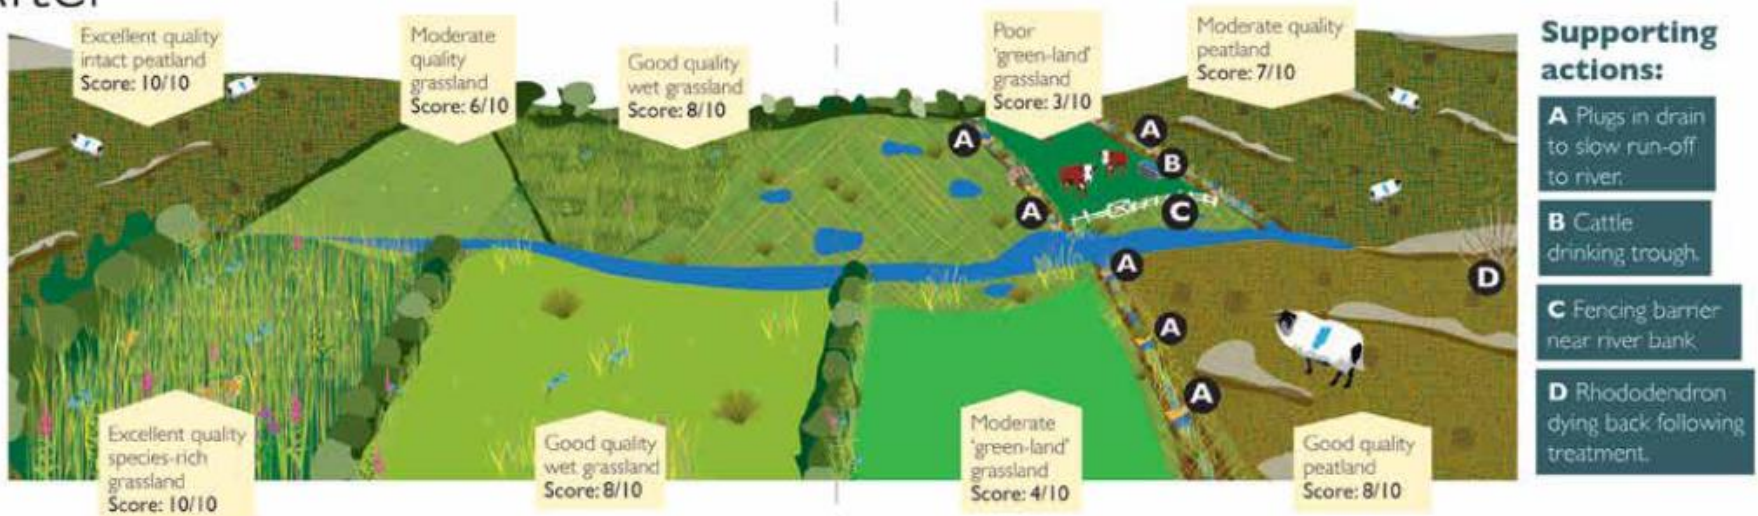 After
Excellent quality
intact peatland
Score: 10/10
Moderate
quality
grassland
Score: 6/10
Good quality
wet grassland
Score: 8/10
Poor
'green-land'
grassland
Score: 3/10
Moderate quality
peatland
Score: 7/10
A
A
A
B
C
A
D
A
A
Excellent quality
species-rich
grassland
Score: 10/10
Good quality
wet grassland
Score: 8/10
Moderate
'green-land'
grassland
Score: 4/10
Good quality
peatland
Score: 8/10
Supporting
actions:
A Plugs in drain
to slow run-off
to river.
B Cattle
drinking trough.
C Fencing barrier
near river bank
D Rhododendron
dying back following
treatment.